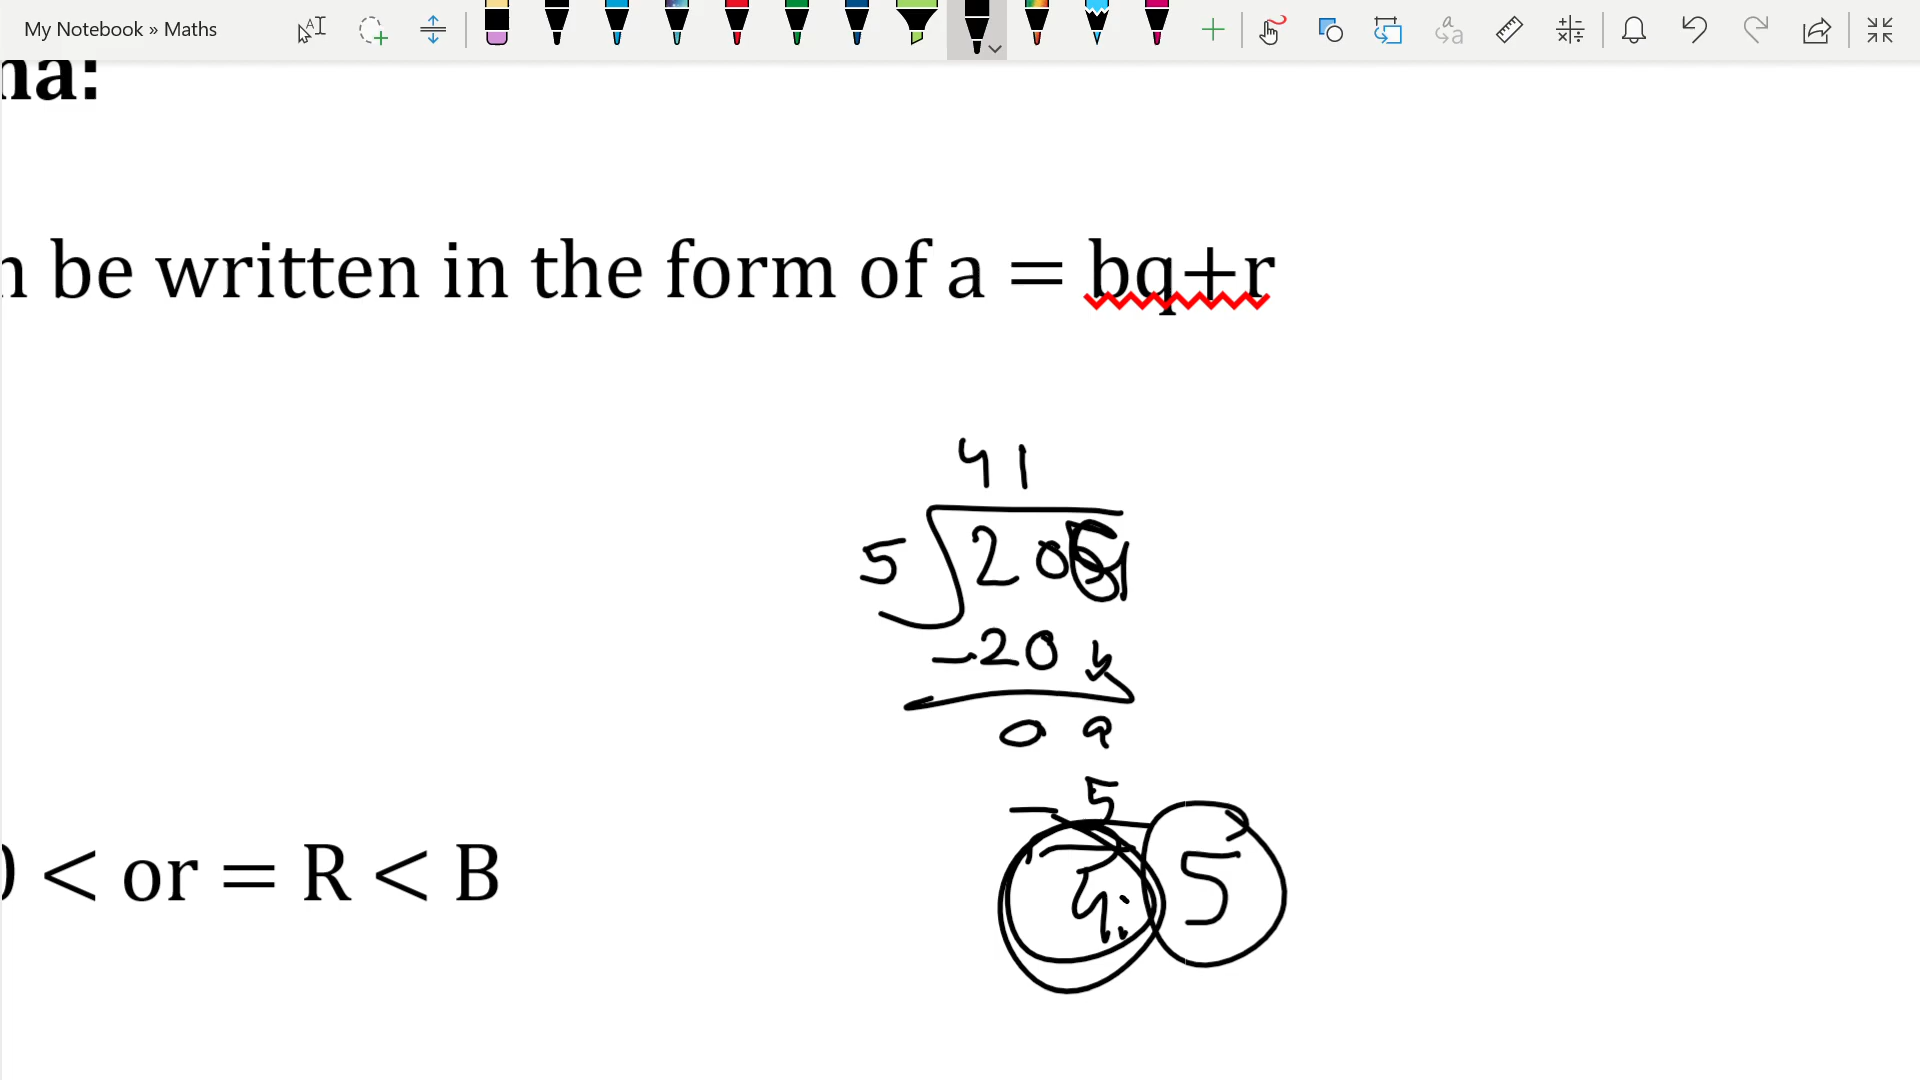 My Notebook » Maths
na:
n be written in the form of a = bq+r
41
5 20
-20
0 9
- 5
4 5
0 < or = R < B